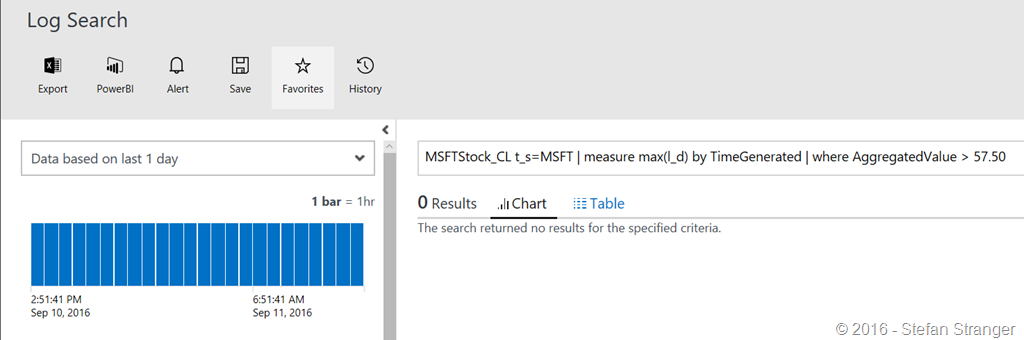 Log Search
Export
PowerBI
Alert
Save
Favorites
History
Data based on last 1 day
1 bar = 1hr
2:51:41 PM
Sep 10, 2016
6:51:41 AM
Sep 11, 2016
MSFTStock_CL t_s=MSFT | measure max(l_d) by TimeGenerated | where AggregatedValue > 57.50
0 Results
Chart
Table
The search returned no results for the specified criteria.
© 2016 - Stefan Stranger